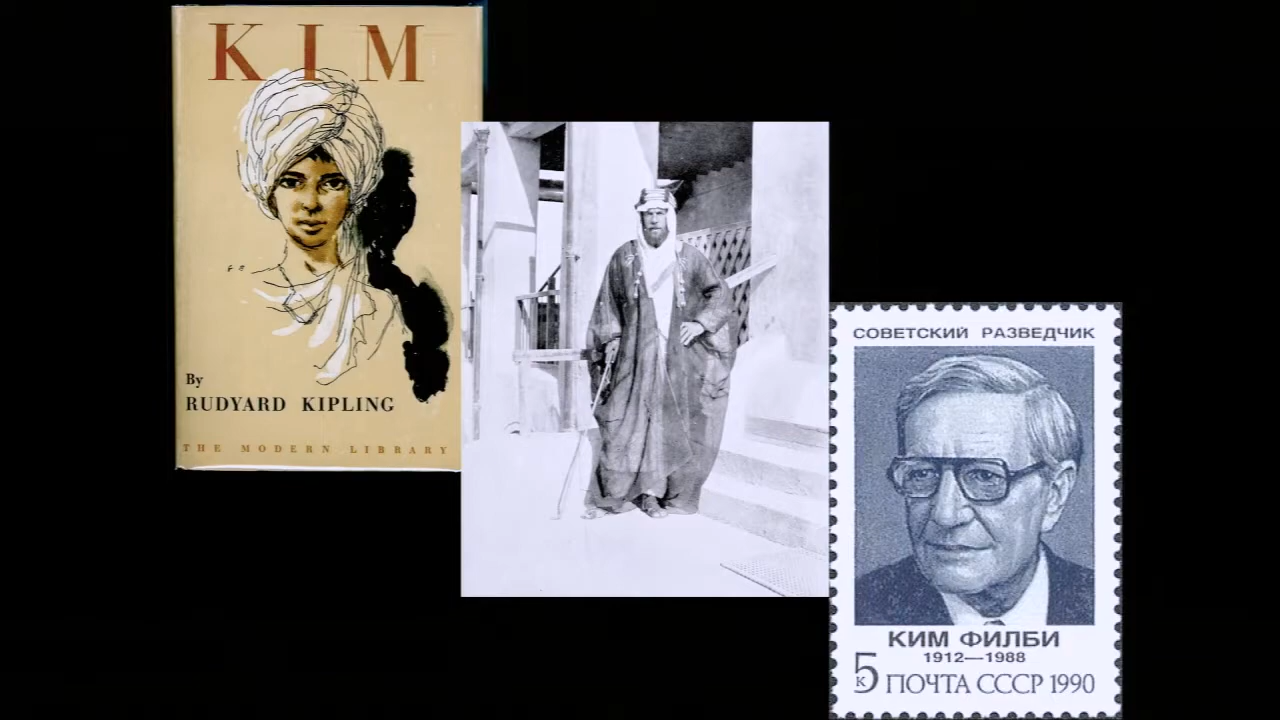 KIM
By
RUDYARD KIPLING
THE MODERN LIBRARY
СОВЕТСКИЙ РАЗВЕДЧИК
КИМ ФИЛБИ
1912—1988
5 к ПОЧТА СССР 1990